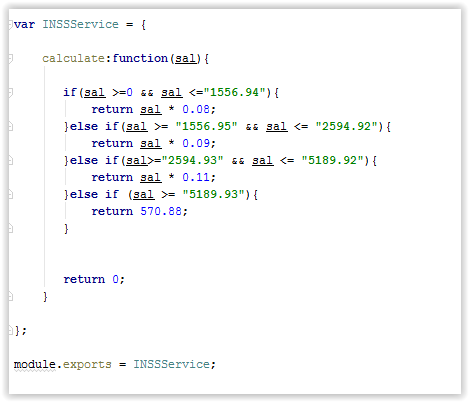 var INSSService = {
calculate:function(sal){
if(sal >=0 && sal <="1556.94"){
return sal * 0.08;
}else if(sal >= "1556.95" && sal <= "2594.92"){
return sal * 0.09;
}else if(sal>="2594.93" && sal <= "5189.92"){
return sal * 0.11;
}else if (sal >= "5189.93"){
return 570.88;
}
return 0;
}
};
module.exports = INSSService;